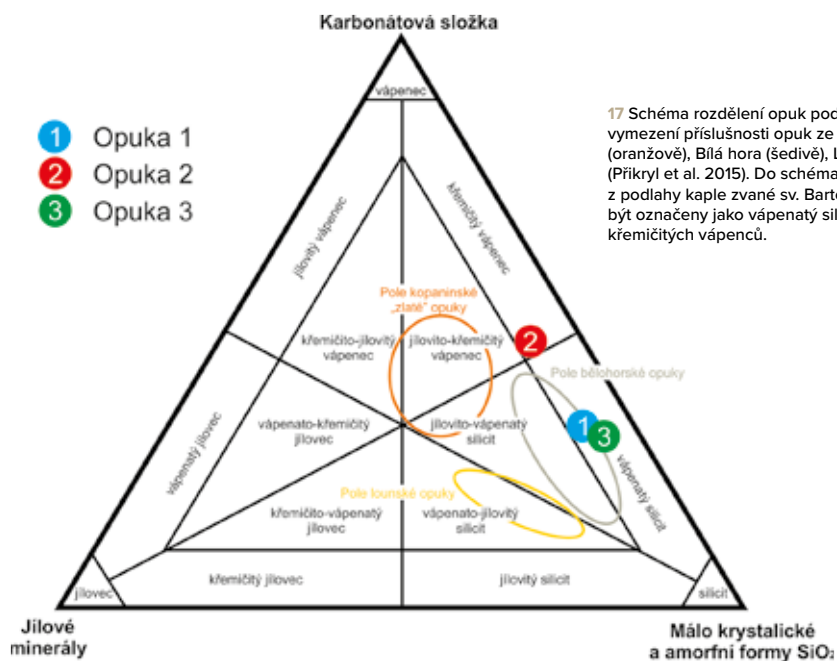 Karbonátová složka
vápenec
1 Opuka 1
2 Opuka 2
3 Opuka 3
17 Schéma rozdělení opuk pod
vymezení příslušnosti opuk ze
(oranžově), Bílá hora (šedivě), L
(Přikryl et al. 2015). Do schéma
z podlahy kaple zvané sv. Barto
být označeny jako vápenatý sil
křemičitých vápenců.
jílovitý vápenec
křemičitý vápenec
Pole kopaninské
„zlaté" opuky
křemičito-jílovitý
vápenec
jílovito-křemičitý
vápenec
2
Pole bělohorské opuky
vápenatý jílovec
vápenato-křemičitý
jílovec
jílovito-vápenatý
silicit
1
3
vápenatý silicit
Pole lounské opuky
křemičito-vápenatý
jílovec
vápenato-jílovitý
silicit
jílovec
křemičitý jílovec
jílovitý silicit
silicit
Jílové
minerály
Málo krystalické
a amorfní formy SiO₂